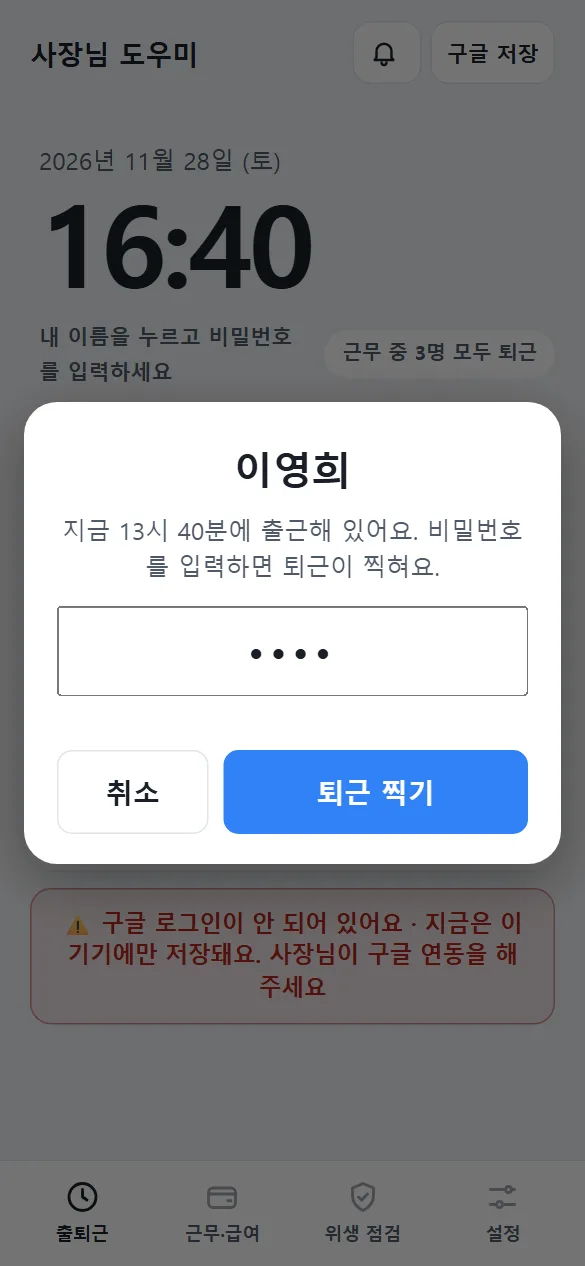 사장님 도우미
구글 저장
2026년 11월 28일 (토)
16:40
내 이름을 누르고 비밀번호
를 입력하세요
근무 중 3명 모두 퇴근
이영희
지금 13시 40분에 출근해 있어요. 비밀번호
를 입력하면 퇴근이 찍혀요.
••••
취소
퇴근 찍기
⚠️ 구글 로그인이 안 되어 있어요 · 지금은 이
기기에만 저장돼요. 사장님이 구글 연동을 해
주세요
출퇴근
근무·급여
위생 점검
설정